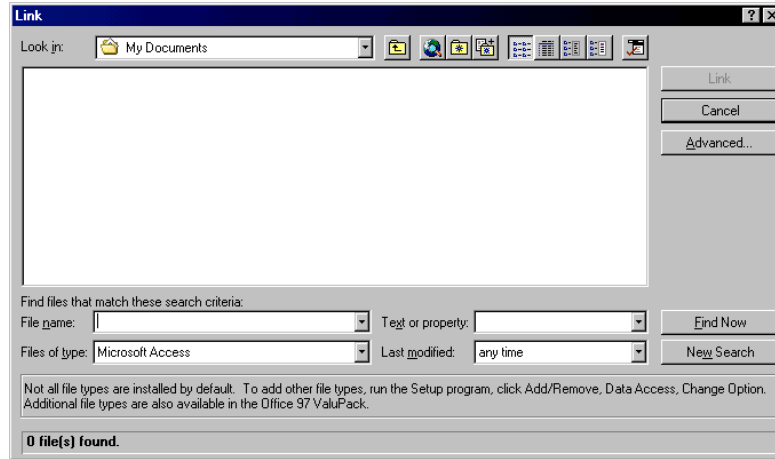 Link
Look in: My Documents
Link
Cancel
Advanced...
Find files that match these search criteria:
File name: Text or property: Find Now
Files of type: Microsoft Access Last modified: any time New Search
Not all file types are installed by default. To add other file types, run the Setup program, click Add/Remove, Data Access, Change Option.
Additional file types are also available in the Office 97 ValuPack.
0 file(s) found.